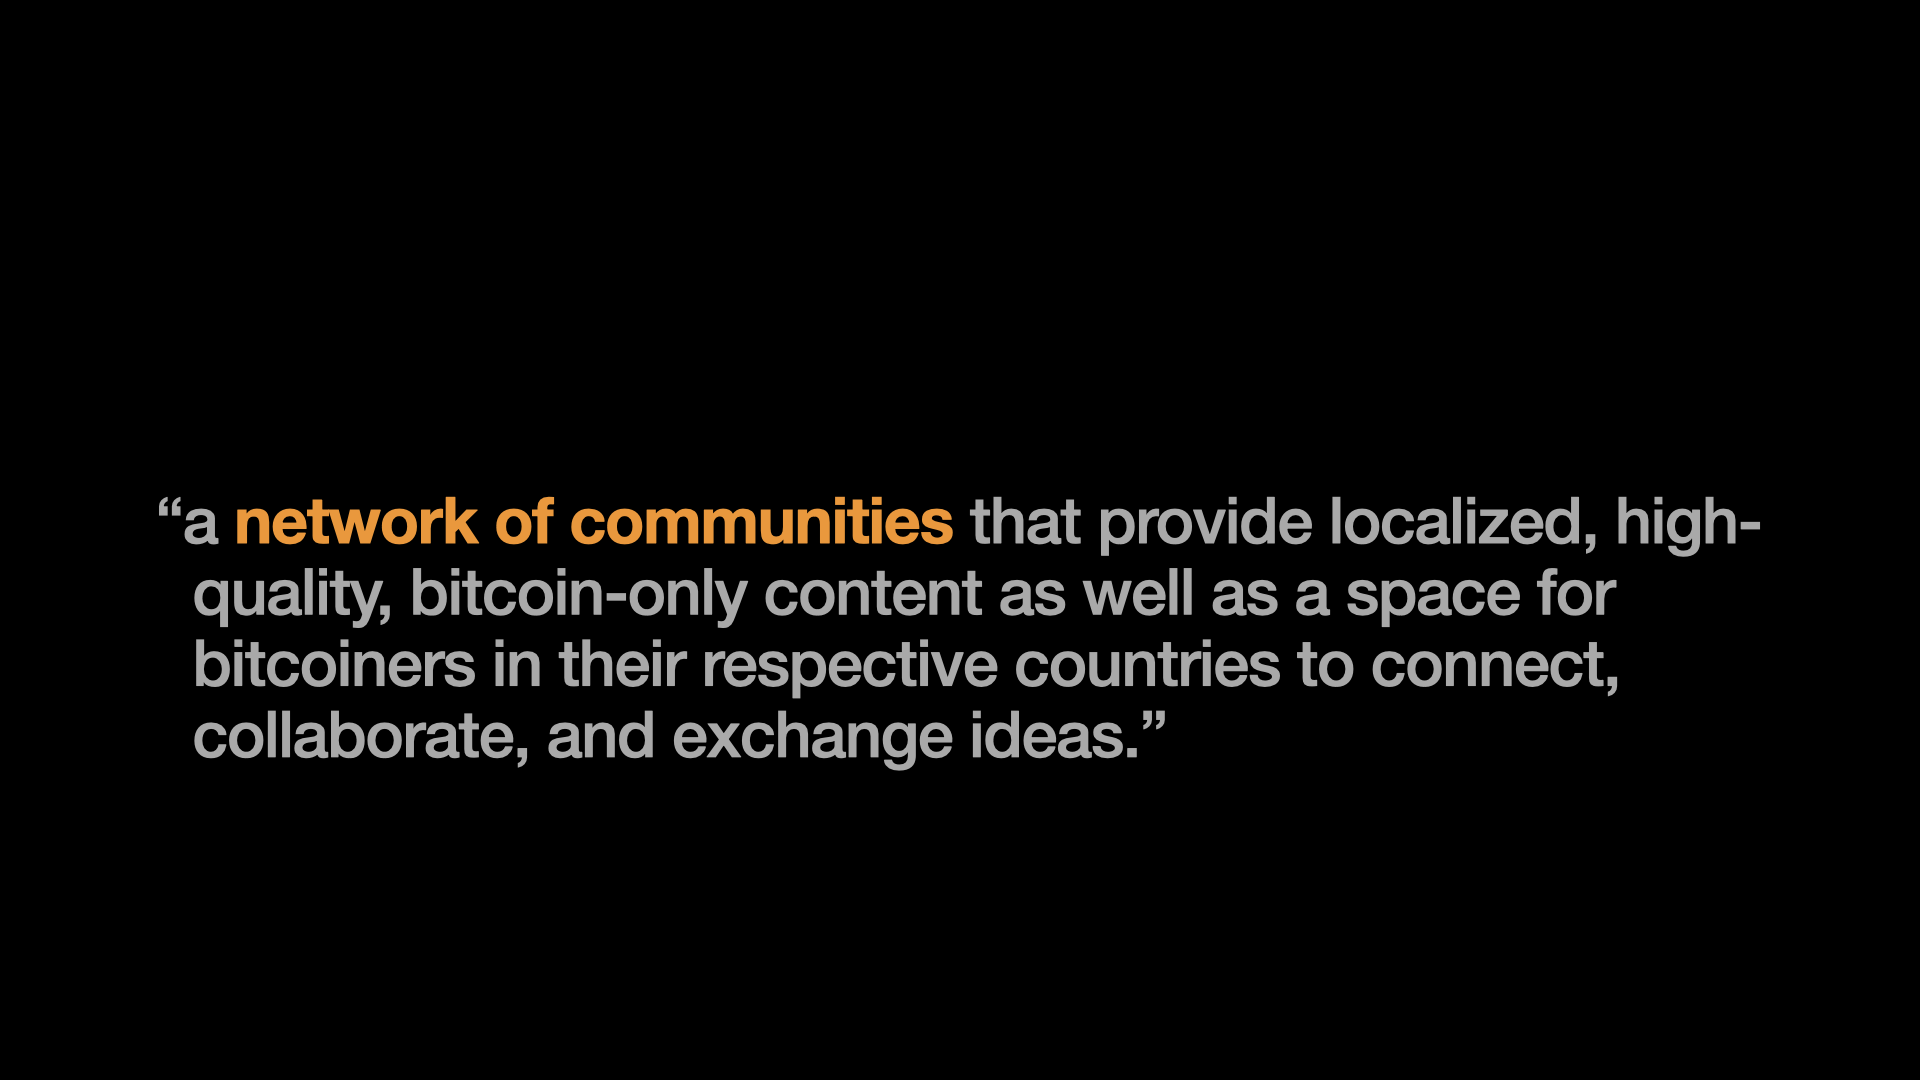 “a network of communities that provide localized, high-
quality, bitcoin-only content as well as a space for
bitcoiners in their respective countries to connect,
collaborate, and exchange ideas.”